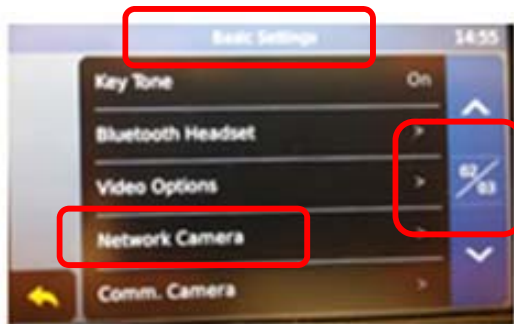 Basic Settings 14:55
Key Tone On
Bluetooth Headset >
Video Options >
02/03
Network Camera >
Comm. Camera >